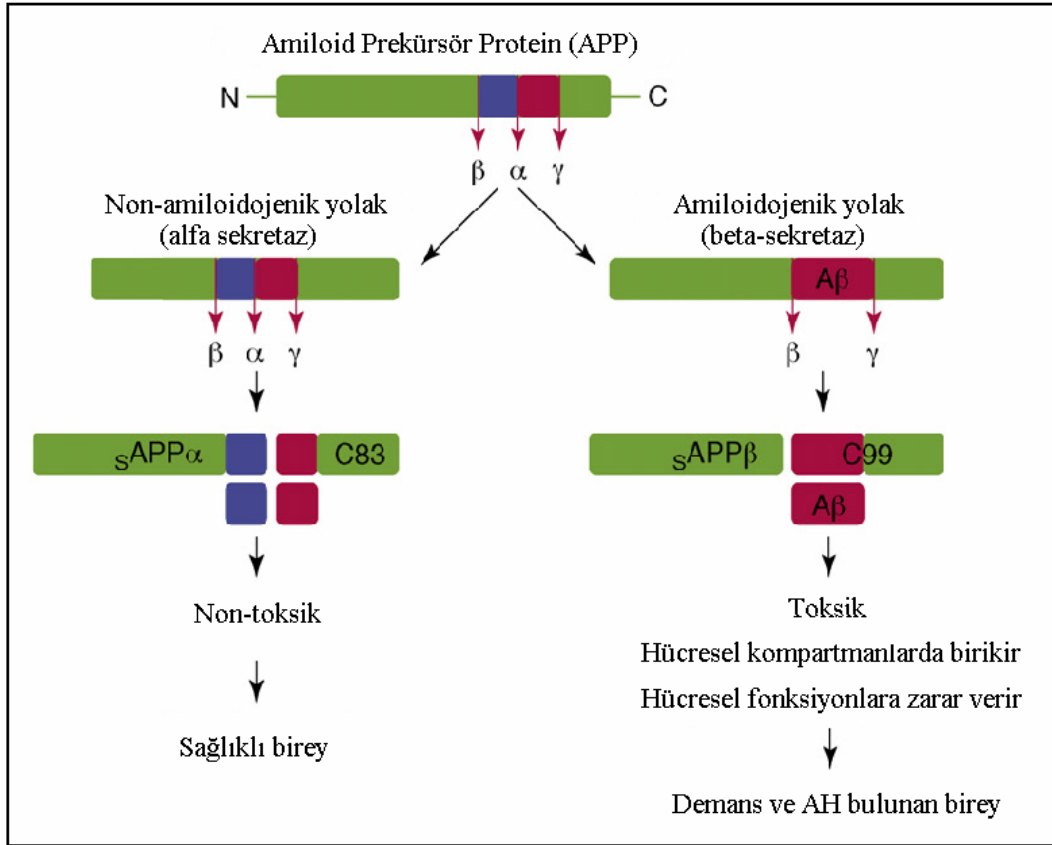 Amiloid Prekürsör Protein (APP)
N
C
β α γ
Non-amiloidojenik yolak
(alfa sekretaz)
β α γ
sAPPα
C83
Non-toksik
Sağlıklı birey
Amiloidojenik yolak
(beta-sekretaz)
Aβ
β γ
sAPPβ
C99
Aβ
Toksik
Hücresel kompartmanlarda birikir
Hücresel fonksiyonlara zarar verir
Demans ve AH bulunan birey